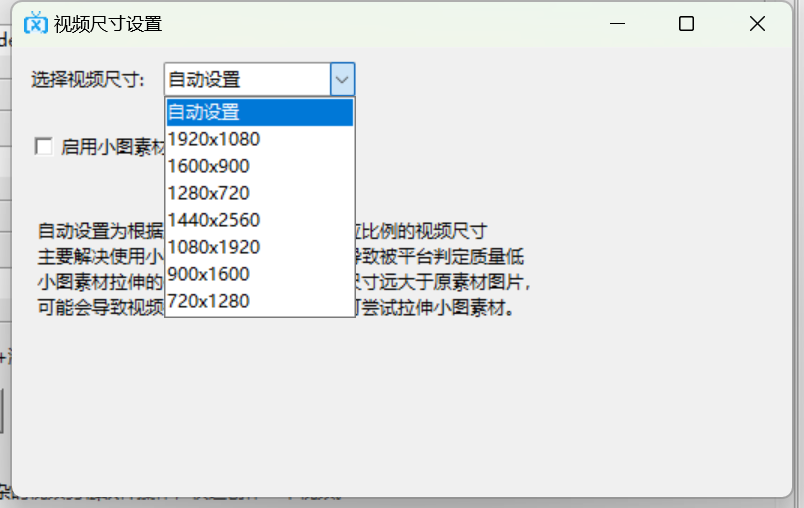 视频尺寸设置
选择视频尺寸: 自动设置
自动设置
1920x1080
启用小图素材
1600x900
1280x720
1440x2560
自动设置为根据 比例的视频尺寸
1080x1920
主要解决使用小 导致被平台判定质量低
900x1600
小图素材拉伸的 尺寸远大于原素材图片，
720x1280
可能会导致视频 可尝试拉伸小图素材。